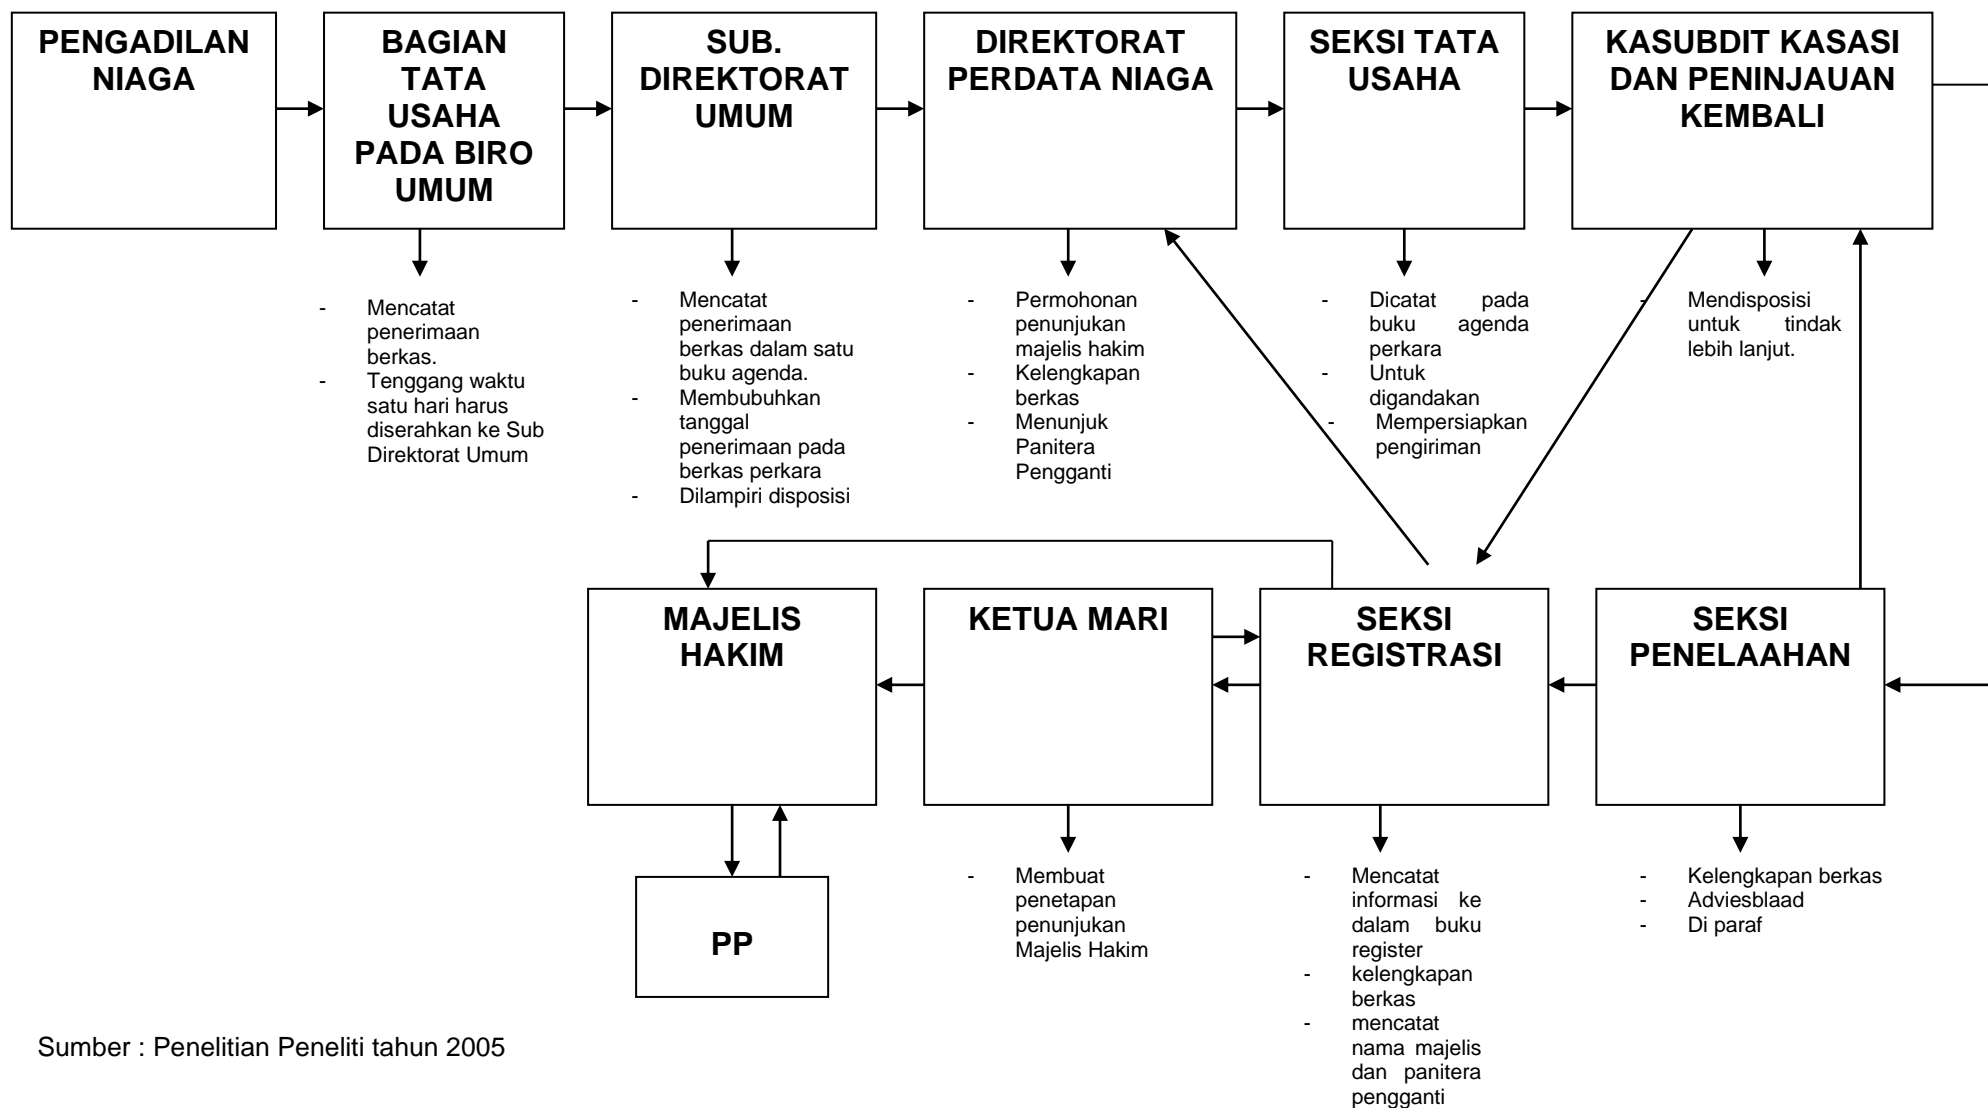 PENGADILAN
NIAGA
BAGIAN
TATA
USAHA
PADA BIRO
UMUM
SUB.
DIREKTORAT
UMUM
DIREKTORAT
PERDATA NIAGA
SEKSI TATA
USAHA
KASUBDIT KASASI
DAN PENINJAUAN
KEMBALI
- Mencatat
penerimaan
berkas.
- Tenggang waktu
satu hari harus
diserahkan ke Sub
Direktorat Umum
- Mencatat
penerimaan
berkas dalam satu
buku agenda.
- Membubuhkan
tanggal
penerimaan pada
berkas perkara
- Dilampiri disposisi
- Permohonan
penunjukan
majelis hakim
- Kelengkapan
berkas
- Menunjuk
Panitera
Pengganti
- Dicatat pada
buku agenda
perkara
- Untuk
digandakan
- Mempersiapkan
pengiriman
- Mendisposisi
untuk tindak
lebih lanjut.
MAJELIS
HAKIM
KETUA MARI
SEKSI
REGISTRASI
SEKSI
PENELAAHAN
PP
- Membuat
penetapan
penunjukan
Majelis Hakim
- Mencatat
informasi ke
dalam buku
register
- kelengkapan
berkas
- mencatat
nama majelis
dan panitera
pengganti
- Kelengkapan berkas
- Adviesblaad
- Di paraf
Sumber : Penelitian Peneliti tahun 2005